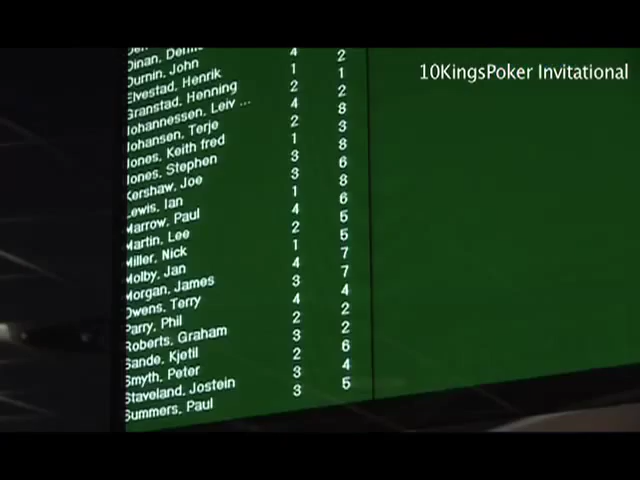 10KingsPoker Invitational
Dinan,
Durnin, John
Elvestad, Henrik 4
Granstad, Henning 1 2
Johannessen, Leiv ... 2 1
Johansen, Terje 4 2
Jones, Keith fred 2 8
Jones, Stephen 1 3
Kershaw, Joe 3 8
Lewis, Ian 3 6
Marrow, Paul 1 8
Martin, Lee 4 6
Miller, Nick 2 5
Molby, Jan 1 5
Morgan, James 4 7
Owens, Terry 3 7
Parry, Phil 4 4
Roberts, Graham 2 2
Sande, Kjetil 3 2
Smyth, Peter 2 6
Staveland, Jostein 3 4
Summers, Paul 3 5